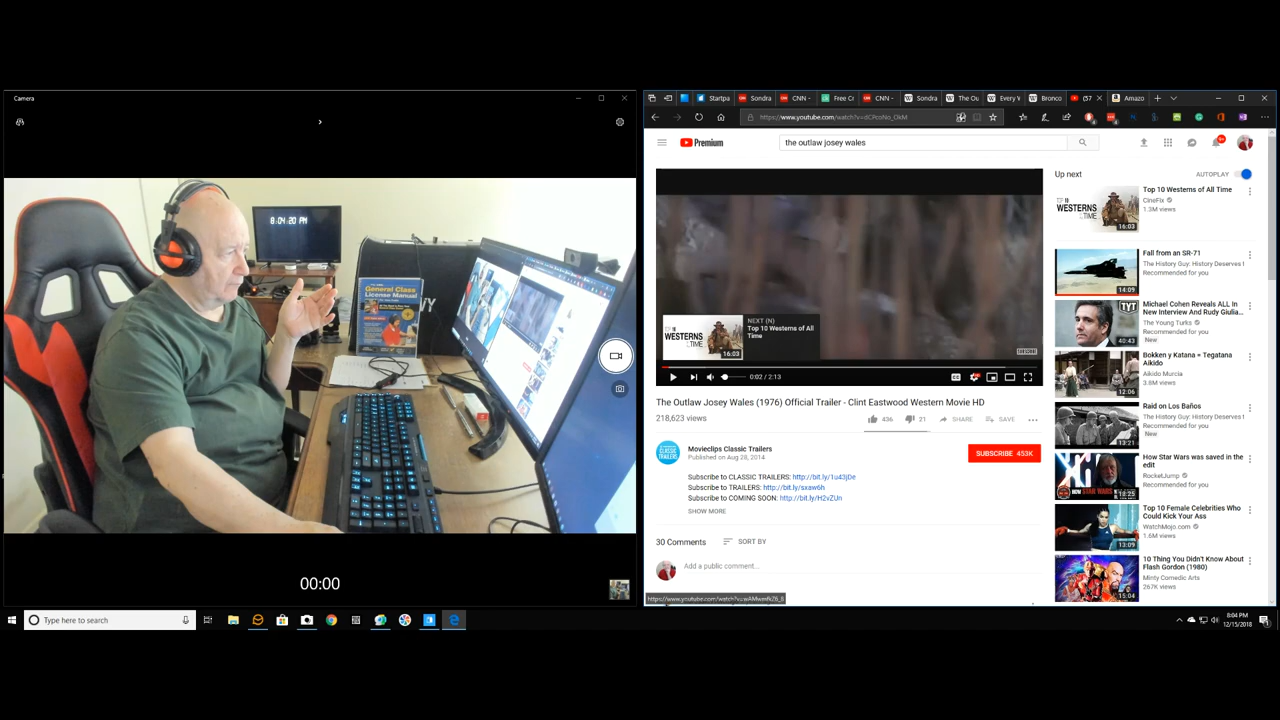 Camera
8:04:20 PM
General Class
License Manual
00:00
Startpa
Sondra
CNN -
Free Cr
CNN -
Sondra
The Ou
Every V
Bronco
(57
Amazo
https://www.youtube.com/watch?v=dCPosNo_OkM
Premium
the outlaw josey wales
9+
NEXT (N)
Top 10 Westerns of All
Time
WESTERNS
16:03
0:02 / 2:13
The Outlaw Josey Wales (1976) Official Trailer - Clint Eastwood Western Movie HD
218,623 views
436
21
SHARE
SAVE
Movieclips Classic Trailers
Published on Aug 28, 2014
SUBSCRIBE 453K
Subscribe to CLASSIC TRAILERS: http://bit.ly/1u43jDe
Subscribe to TRAILERS: http://bit.ly/sxaw6h
Subscribe to COMING SOON: http://bit.ly/H2vZUn
SHOW MORE
30 Comments
SORT BY
Add a public comment...
Up next
AUTOPLAY
WESTERNS
16:03
Top 10 Westerns of All Time
CineFix
1.3M views
14:09
Fall from an SR-71
The History Guy: History Deserves t
Recommended for you
TYT
40:43
Michael Cohen Reveals ALL In
New Interview And Rudy Giulia...
The Young Turks
Recommended for you
New
12:06
Bokken y Katana = Tegatana
Aikido
Aikido Murcia
3.8M views
13:21
Raid on Los Baños
The History Guy: History Deserves t
Recommended for you
New
18:25
How Star Wars was saved in the
edit
RocketJump
Recommended for you
13:09
Top 10 Female Celebrities Who
Could Kick Your Ass
WatchMojo.com
1.6M views
15:04
10 Thing You Didn't Know About
Flash Gordon (1980)
Minty Comedic Arts
267K views
Type here to search
8:04 PM
12/15/2018